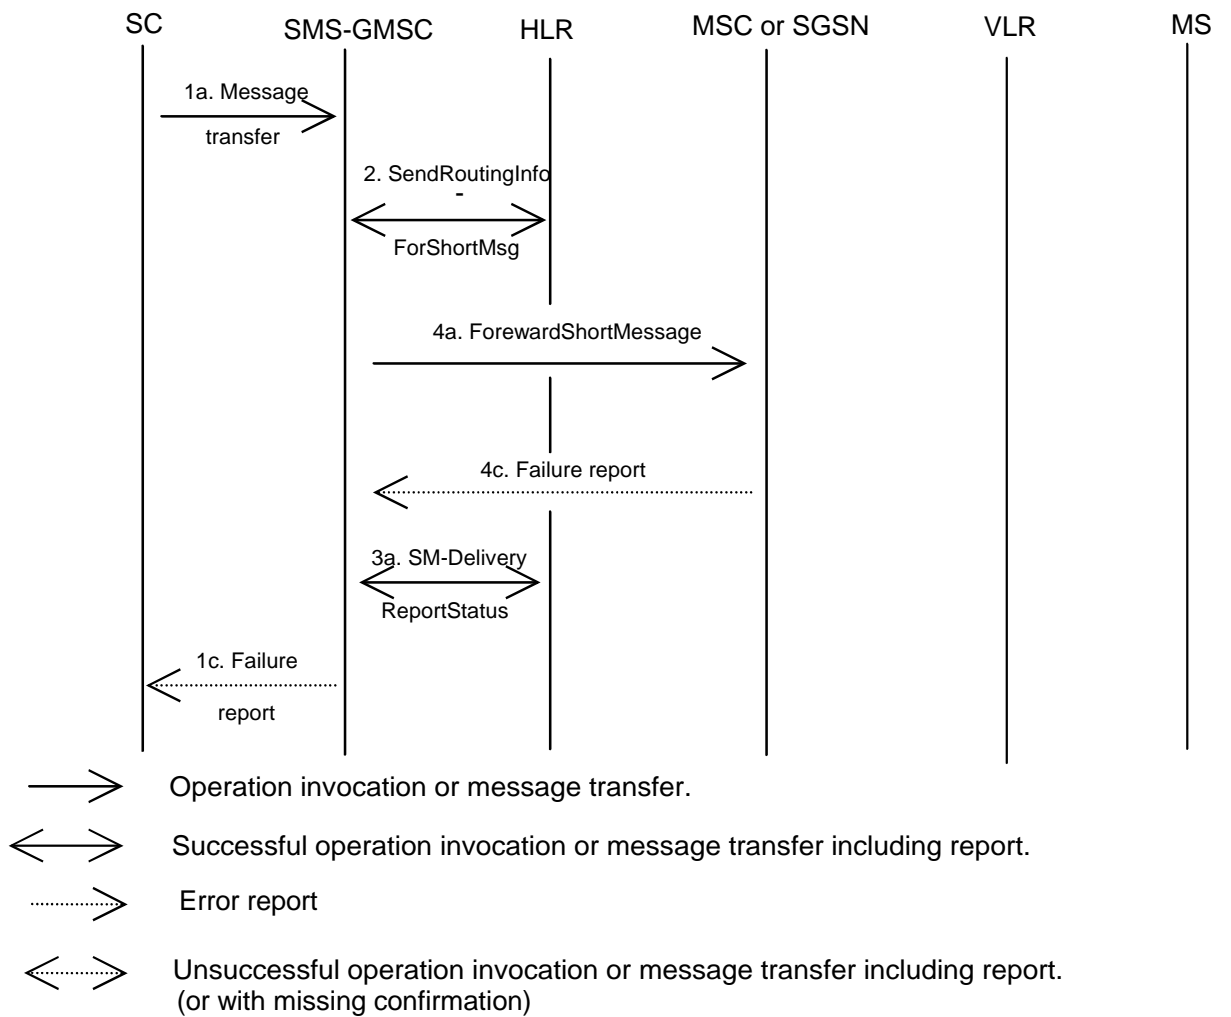 SC SMS-GMSC HLR MSC or SGSN VLR MS
1a. Message
transfer
2. SendRoutingInfo
-
ForShortMsg
4a. ForewardShortMessage
4c. Failure report
3a. SM-Delivery
ReportStatus
1c. Failure
report
Operation invocation or message transfer.
Successful operation invocation or message transfer including report.
Error report
Unsuccessful operation invocation or message transfer including report.
(or with missing confirmation)